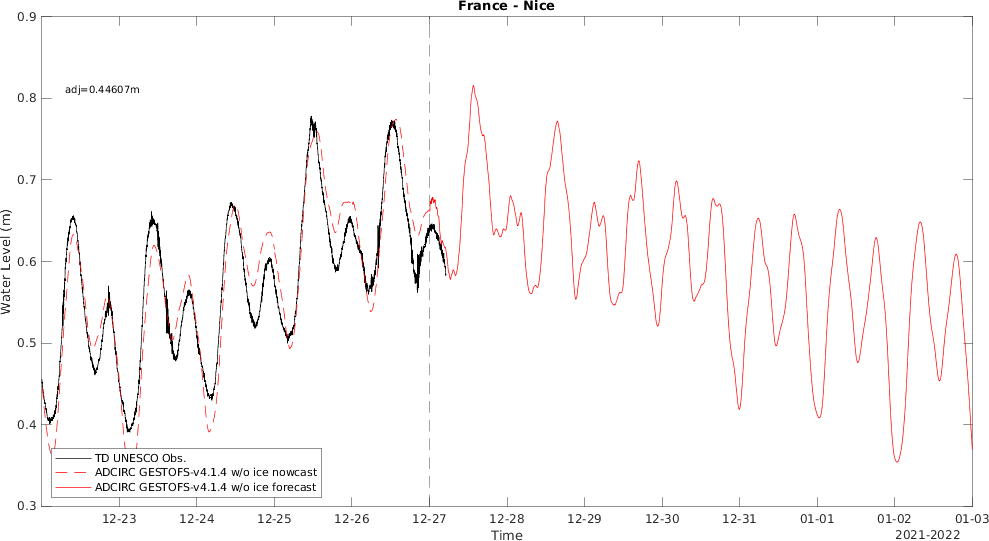 France - Nice
0.9
adj=0.44607m
0.8
0.7
0.6
0.5
0.4
0.3
Water Level (m)
TD UNESCO Obs.
ADCIRC GESTOFS-v4.1.4 w/o ice nowcast
ADCIRC GESTOFS-v4.1.4 w/o ice forecast
12-23 12-24 12-25 12-26 12-27 12-28 12-29 12-30 12-31 01-01 01-02 01-03
Time
2021-2022